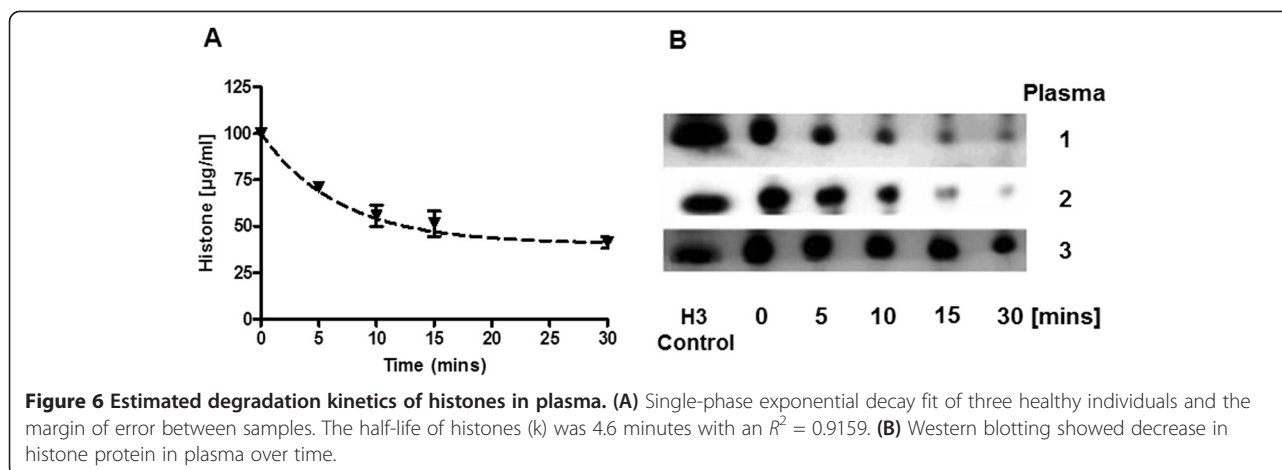 A
B
125
100
75
50
25
0
Histone [µg/ml]
0 5 10 15 20 25 30
Time (mins)
Plasma
1
2
3
H3 Control 0 5 10 15 30 [mins]
Figure 6 Estimated degradation kinetics of histones in plasma. (A) Single-phase exponential decay fit of three healthy individuals and the
margin of error between samples. The half-life of histones (k) was 4.6 minutes with an R² = 0.9159. (B) Western blotting showed decrease in
histone protein in plasma over time.